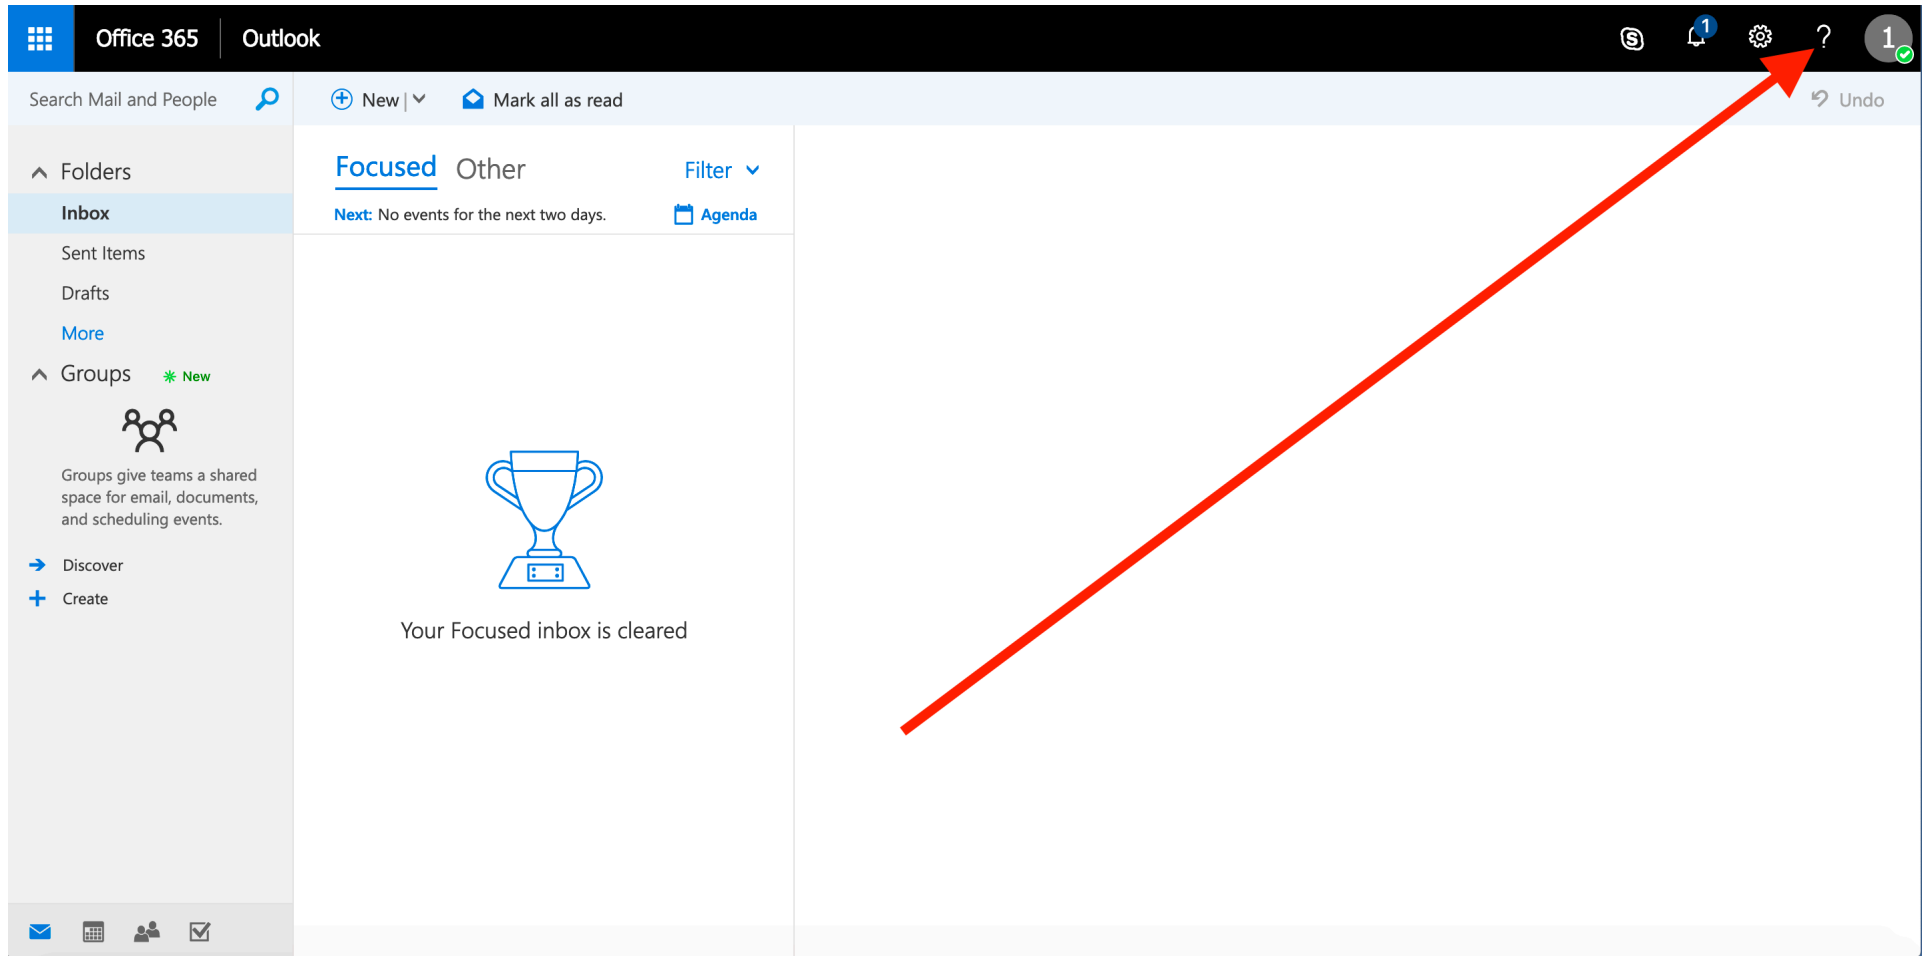 Office 365
Outlook
1
?
1
Search Mail and People
New
Mark all as read
Undo
Folders
Inbox
Sent Items
Drafts
More
Groups
New
Groups give teams a shared
space for email, documents,
and scheduling events.
Discover
Create
Focused
Other
Filter
Next: No events for the next two days.
Agenda
Your Focused inbox is cleared